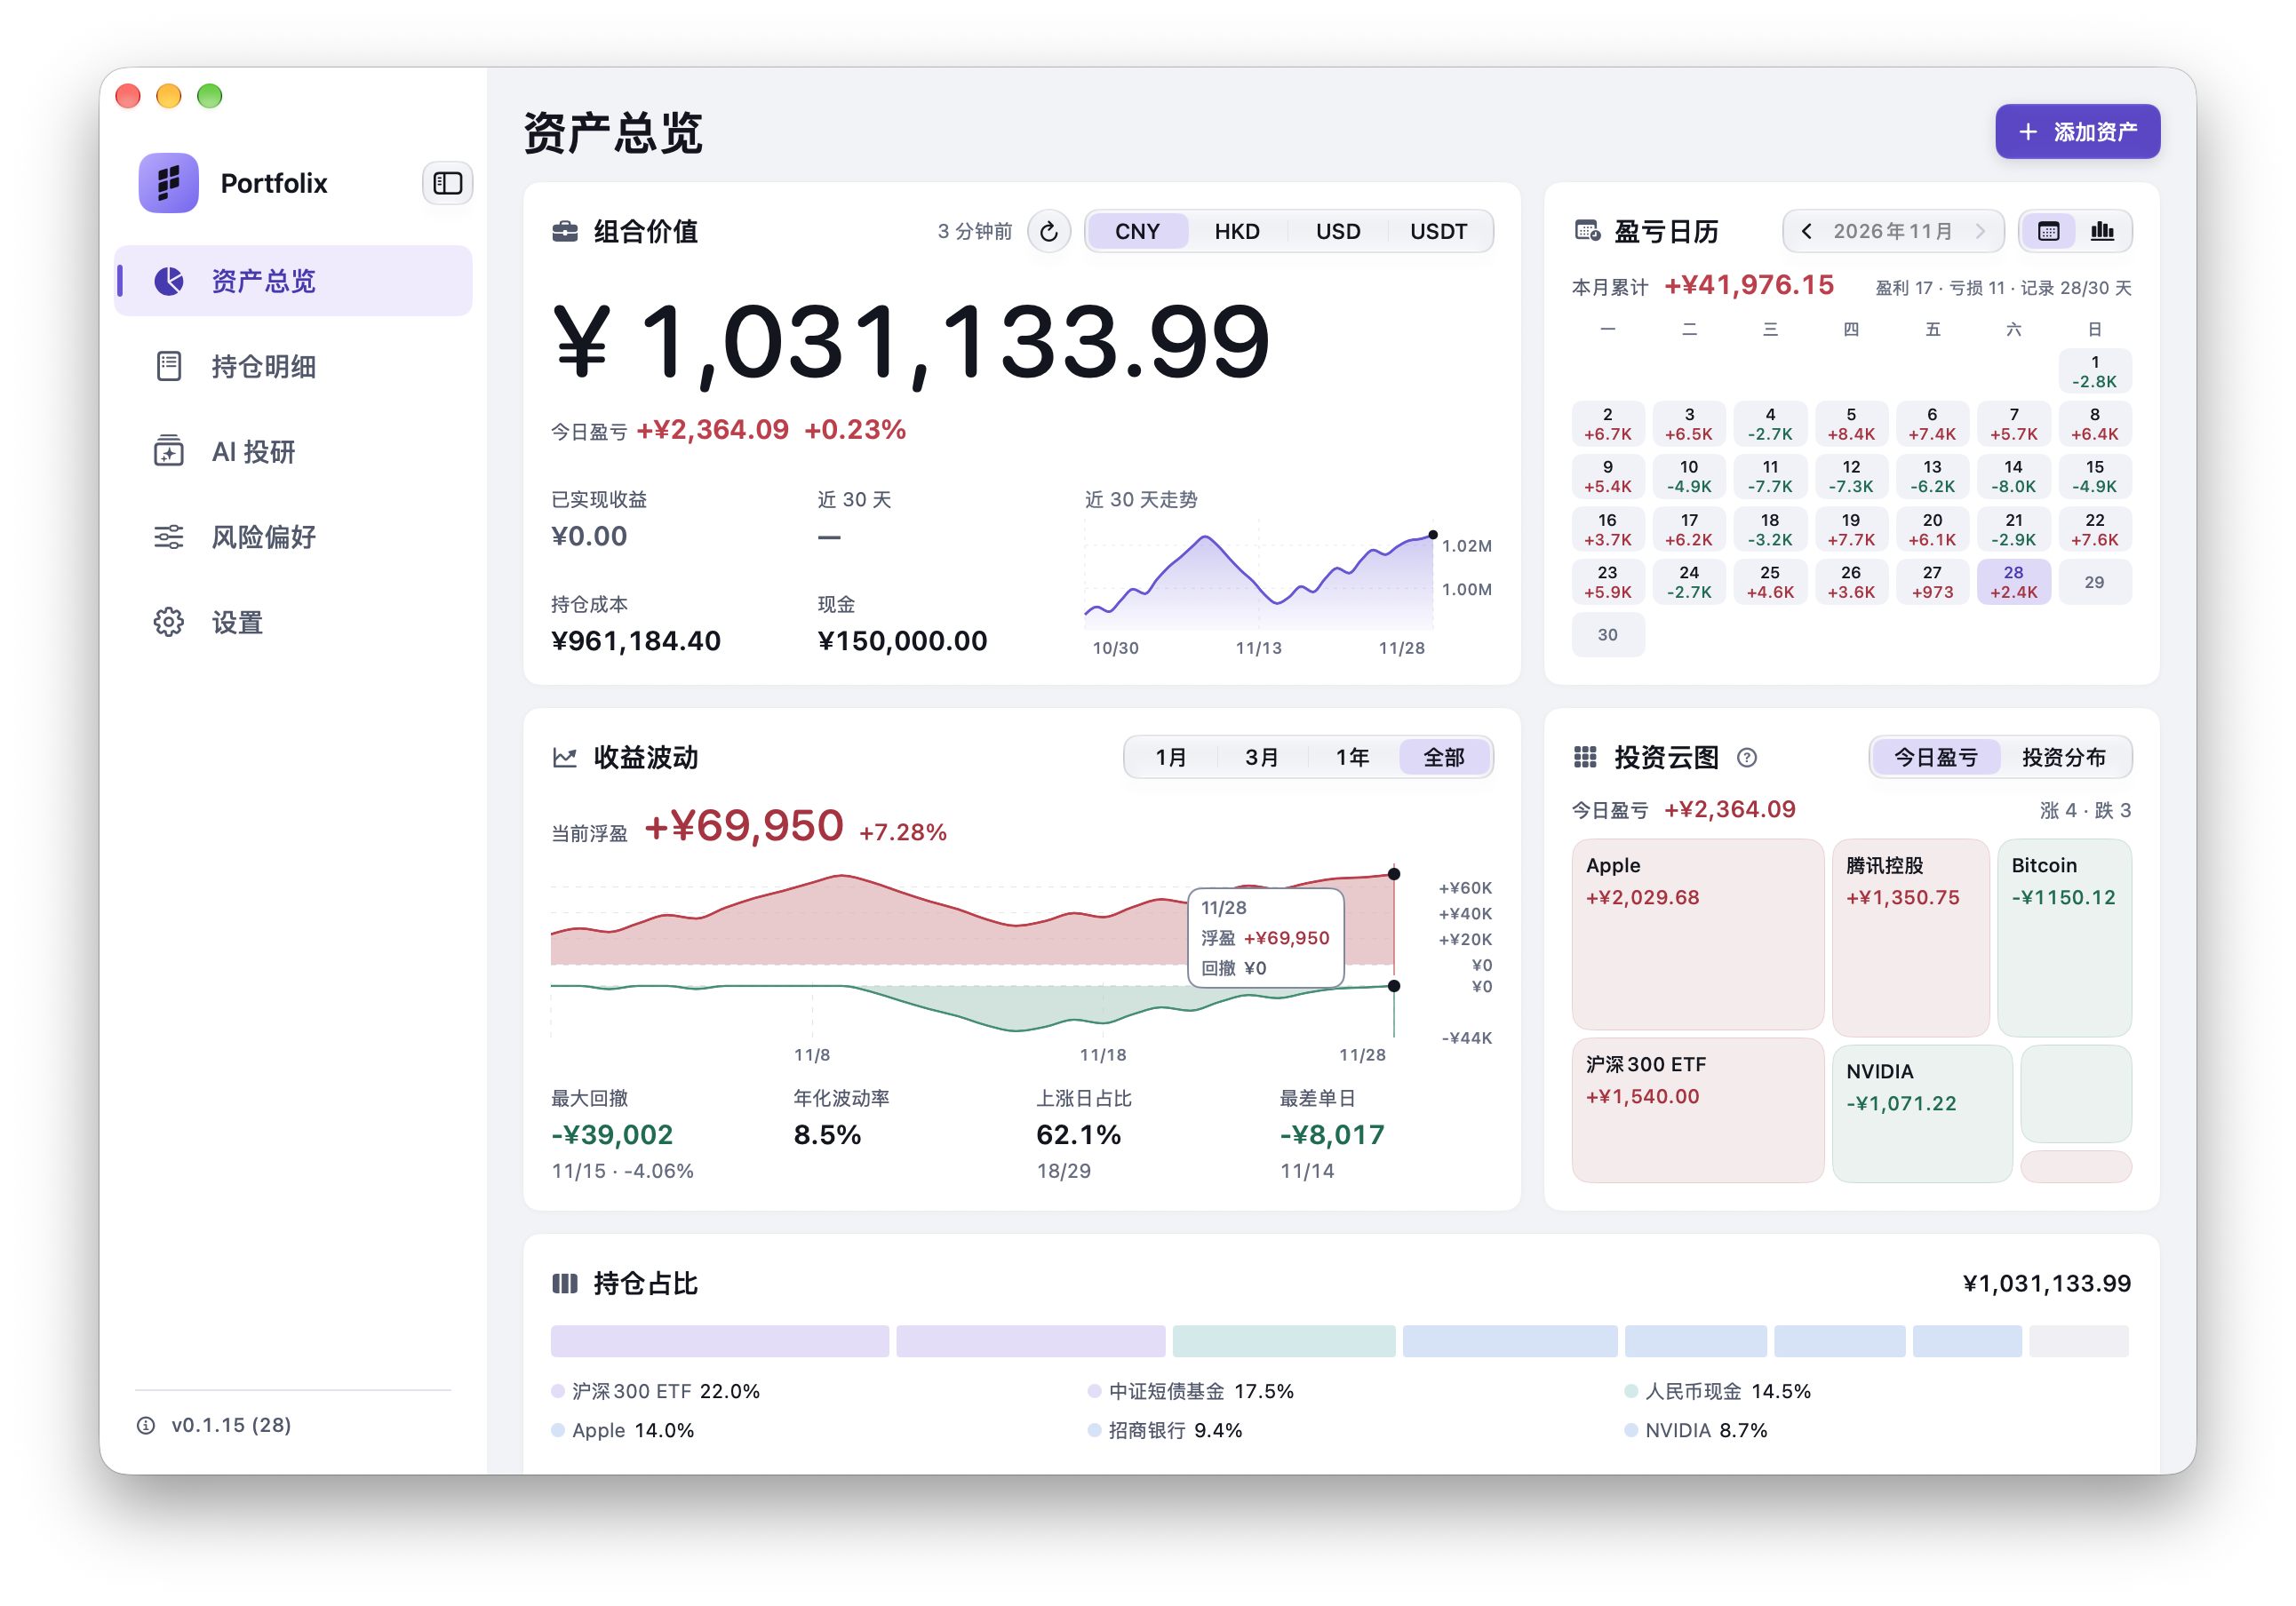 Portfolix
资产总览
持仓明细
AI 投研
风险偏好
设置
v0.1.15 (28)
资产总览
+ 添加资产
组合价值
3 分钟前
CNY HKD USD USDT
¥ 1,031,133.99
今日盈亏 +¥2,364.09 +0.23%
已实现收益
¥0.00
近 30 天
—
持仓成本
¥961,184.40
现金
¥150,000.00
近 30 天走势
1.02M
1.00M
10/30 11/13 11/28
盈亏日历
2026年11月
本月累计 +¥41,976.15 盈利 17 · 亏损 11 · 记录 28/30 天
一 二 三 四 五 六 日
1
-2.8K
2 3 4 5 6 7 8
+6.7K +6.5K -2.7K +8.4K +7.4K +5.7K +6.4K
9 10 11 12 13 14 15
+5.4K -4.9K -7.7K -7.3K -6.2K -8.0K -4.9K
16 17 18 19 20 21 22
+3.7K +6.2K -3.2K +7.7K +6.1K -2.9K +7.6K
23 24 25 26 27 28 29
+5.9K -2.7K +4.6K +3.6K +973 +2.4K
30
收益波动
1月 3月 1年 全部
当前浮盈 +¥69,950 +7.28%
+¥60K
+¥40K
+¥20K
¥0
¥0
-¥44K
11/28
浮盈 +¥69,950
回撤 ¥0
11/8 11/18 11/28
最大回撤
-¥39,002
11/15 · -4.06%
年化波动率
8.5%
上涨日占比
62.1%
18/29
最差单日
-¥8,017
11/14
投资云图 ?
今日盈亏 投资分布
今日盈亏 +¥2,364.09 涨 4 · 跌 3
Apple
+¥2,029.68
腾讯控股
+¥1,350.75
Bitcoin
-¥1150.12
沪深300 ETF
+¥1,540.00
NVIDIA
-¥1,071.22
持仓占比
¥1,031,133.99
沪深300 ETF 22.0% 中证短债基金 17.5% 人民币现金 14.5%
Apple 14.0% 招商银行 9.4% NVIDIA 8.7%